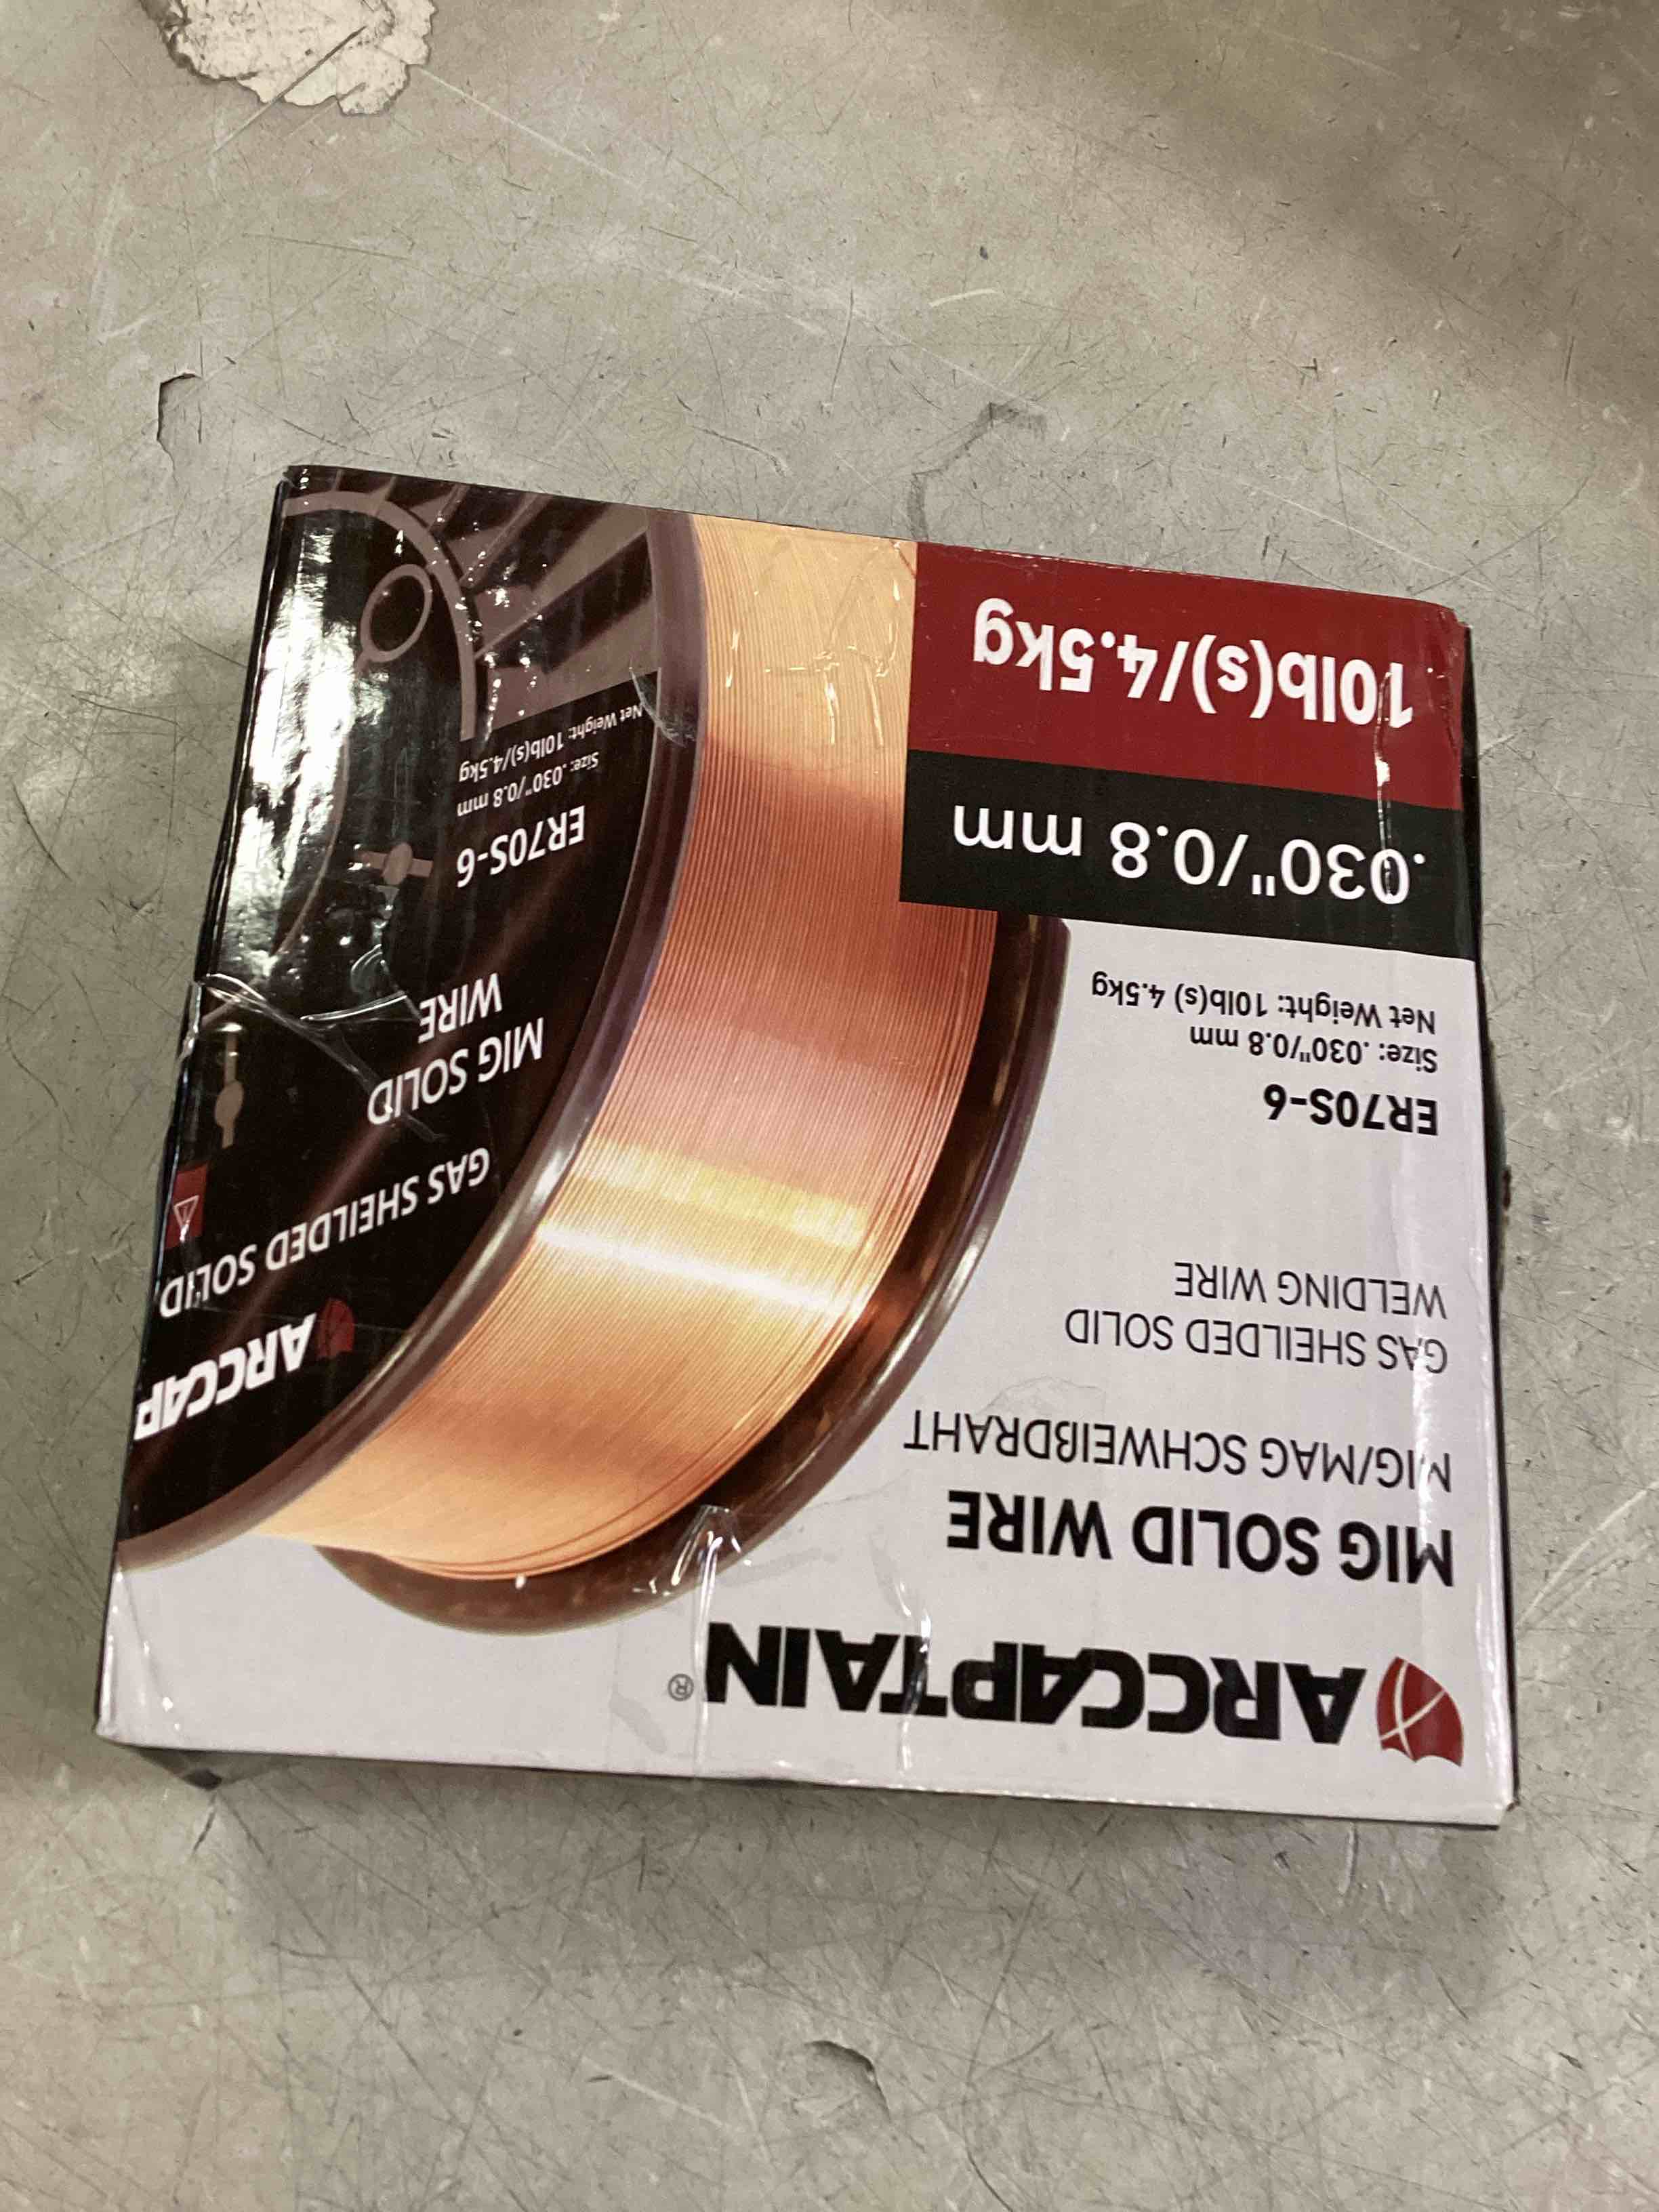 ARCCAPTAIN®
MIG SOLID WIRE
MIG/MAG SCHWEIßDRAHT
GAS SHEILDED SOLID
WELDING WIRE
ER70S-6
Size: .030"/0.8 mm
Net Weight: 10lb(s) 4.5kg
.030"/0.8 mm
10lb(s)/4.5kg
ARCCAP
GAS SHEILDED SOLID
MIG SOLID
WIRE
ER70S-6
Size: .030"/0.8 mm
Net Weight: 10lb(s)/4.5kg